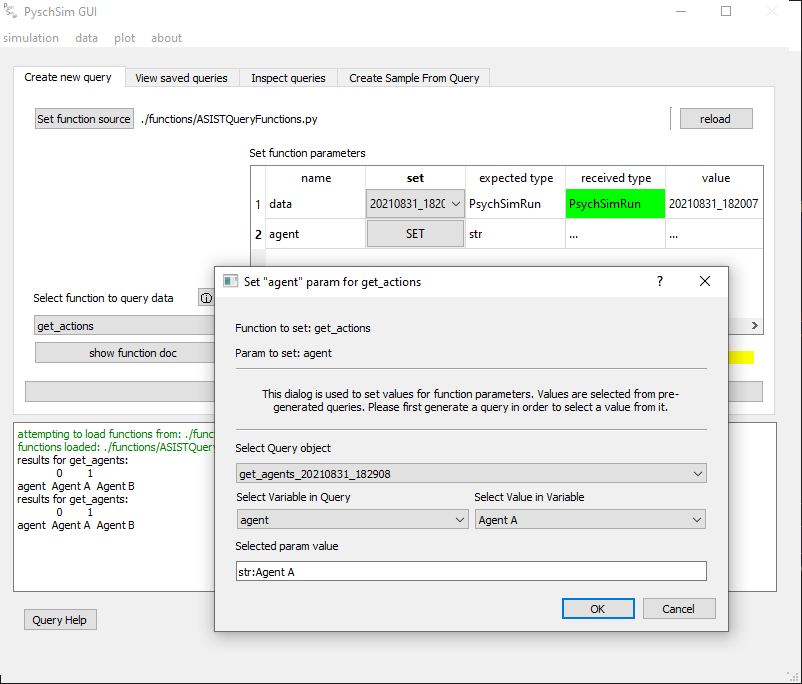 PyschSim GUI
simulation data plot about
Create new query View saved queries Inspect queries Create Sample From Query
Set function source ./functions/ASISTQueryFunctions.py reload
Set function parameters
name set expected type received type value
1 data 20210831_182( PsychSimRun PsychSimRun 20210831_182007
2 agent SET str ... ...
Select function to query data
get_actions
show function doc
attempting to load functions from: ./func
functions loaded: ./functions/ASISTQuery
results for get_agents:
0 1
agent Agent A Agent B
results for get_agents:
0 1
agent Agent A Agent B
Query Help
Set "agent" param for get_actions ?
Function to set: get_actions
Param to set: agent
This dialog is used to set values for function parameters. Values are selected from pre-
generated queries. Please first generate a query in order to select a value from it.
Select Query object
get_agents_20210831_182908
Select Variable in Query Select Value in Variable
agent Agent A
Selected param value
str:Agent A
OK Cancel